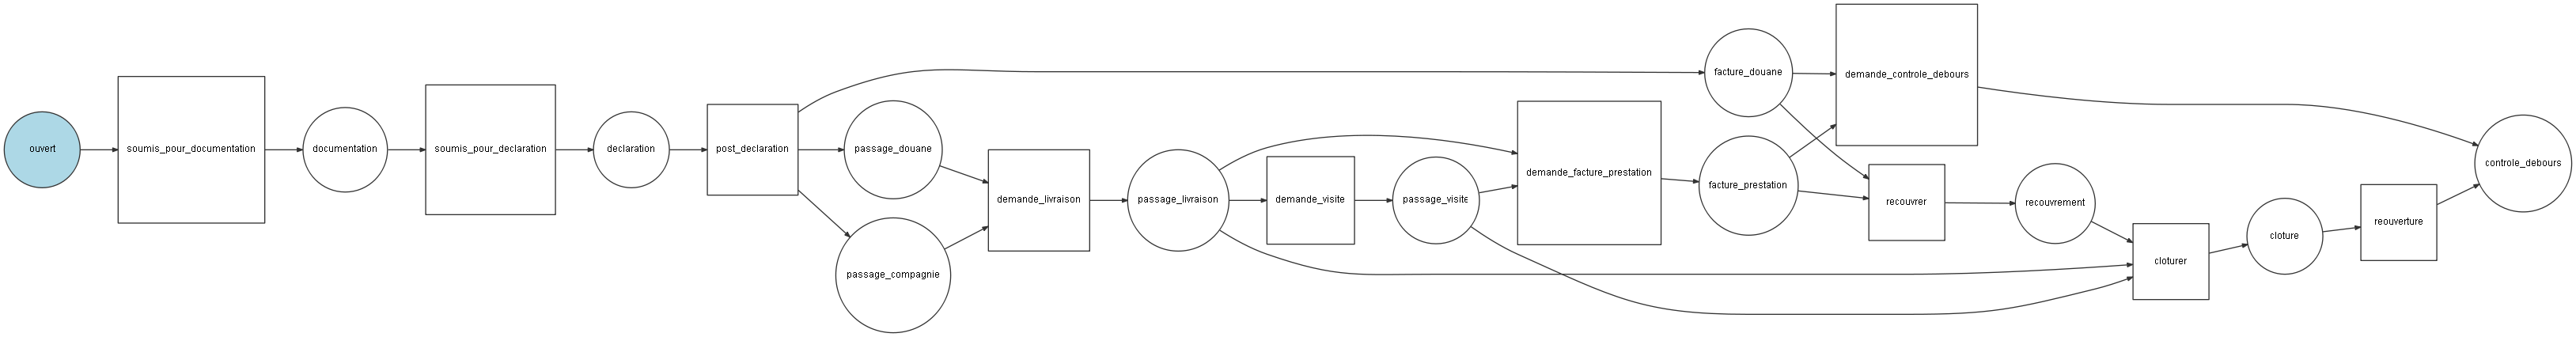 ouvert
soumis_pour_documentation
documentation
soumis_pour_declaration
declaration
post_declaration
passage_douane
passage_compagnie
demande_livraison
passage_livraison
demande_visite
passage_visite
demande_facture_prestation
facture_douane
facture_prestation
demande_controle_debours
recouvrer
recouvrement
cloturer
cloture
reouverture
controle_debours